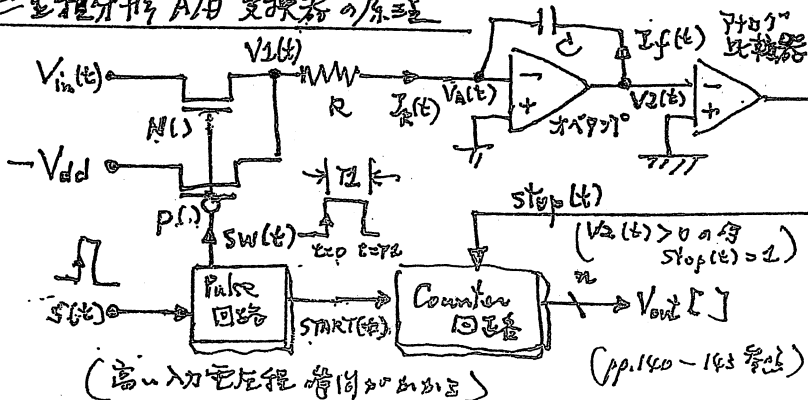 二重積分形 A/D 変換器の原理
アナログ
比較器
Vin(t)
V1(t)
R
IR(t)
VA(t)
C
If(t)
V2(t)
オペアンプ
N(.)
-Vdd
P(.)
SW(t)
T1
t=0 t=T1
Stop(t)
(V2(t)>0の時
Stop(t)=1)
S(t)
Pulse
回路
START(t)
Counter
回路
n
Vout[ ]
(高い入力電圧程 時間がかかる)
(pp.140~143 参照)